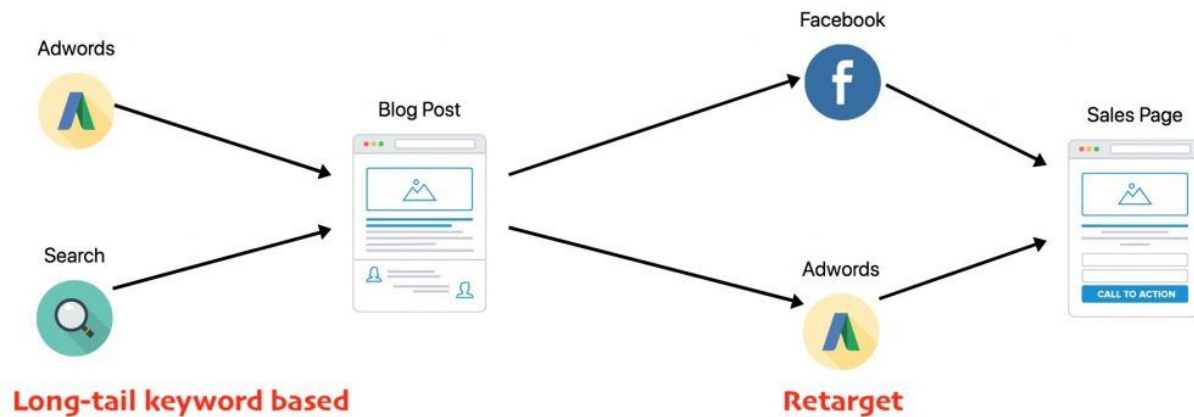 Adwords
Search
Long-tail keyword based
Blog Post
Facebook
f
Adwords
Retarget
Sales Page
CALL TO ACTION